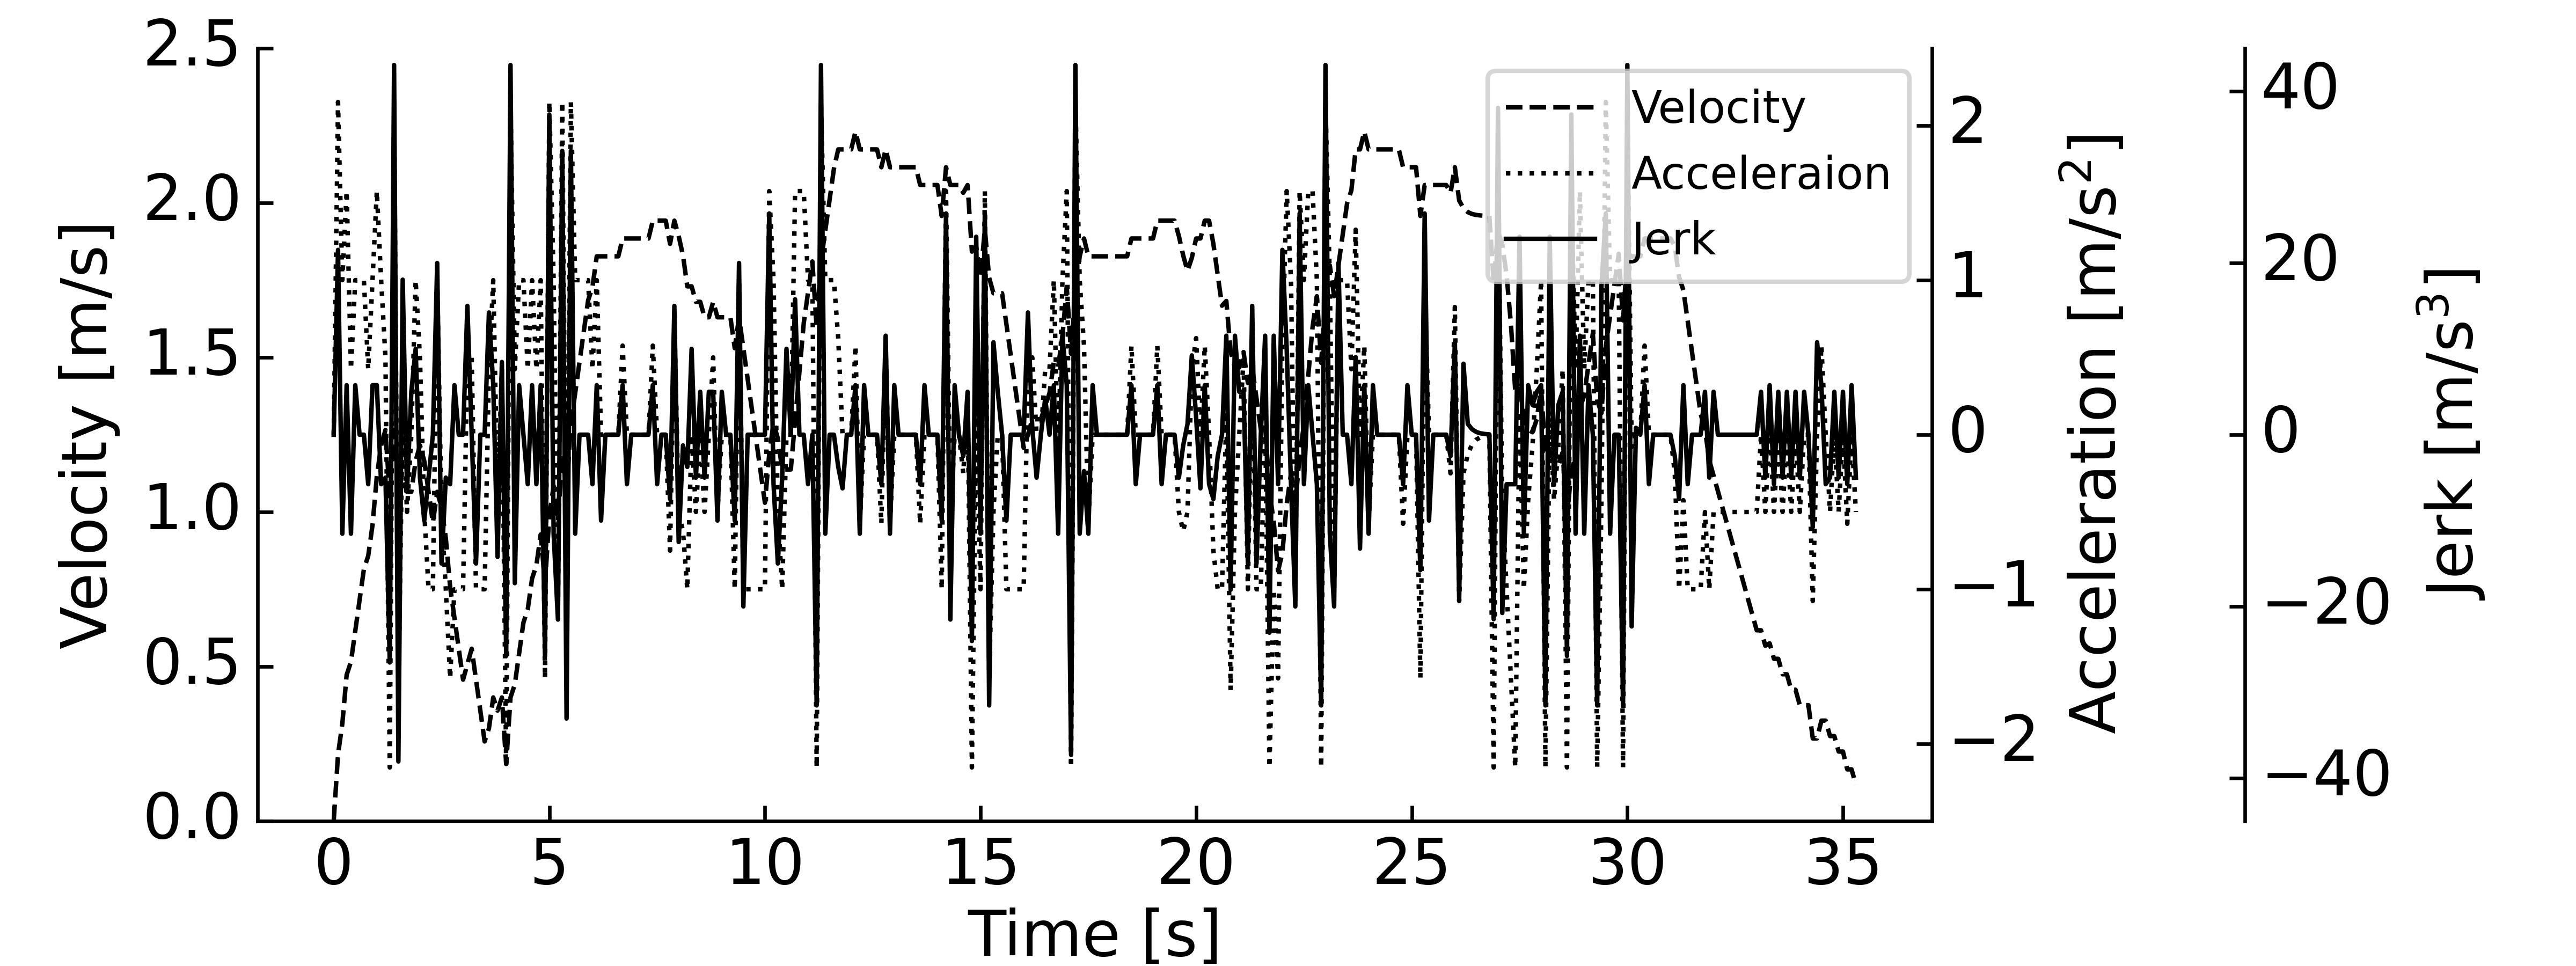 2.5
2.0
1.5
1.0
0.5
0.0
Velocity [m/s]
0 5 10 15 20 25 30 35
Time [s]
Velocity
Acceleraion
Jerk
2
1
0
−1
−2
Acceleration [m/s²]
40
20
0
−20
−40
Jerk [m/s³]